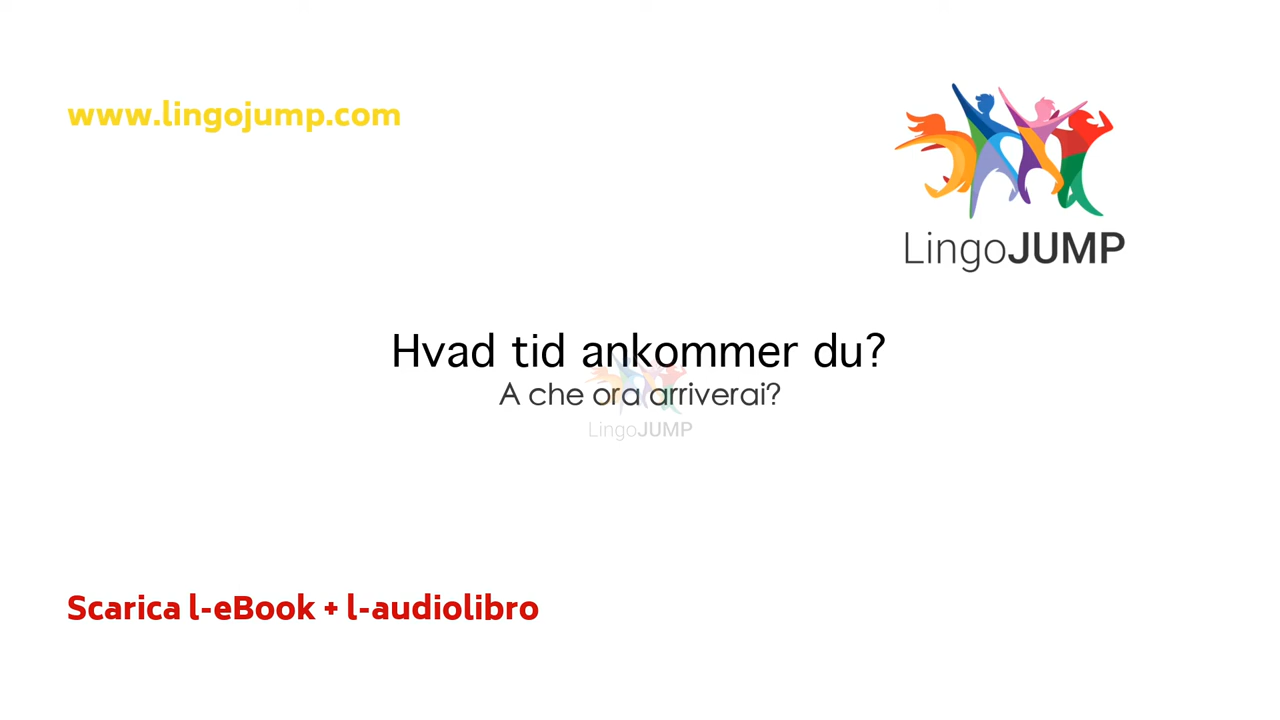 www.lingojump.com
LingoJUMP
Hvad tid ankommer du?
A che ora arriverai?
LingoJUMP
Scarica l-eBook + l-audiolibro